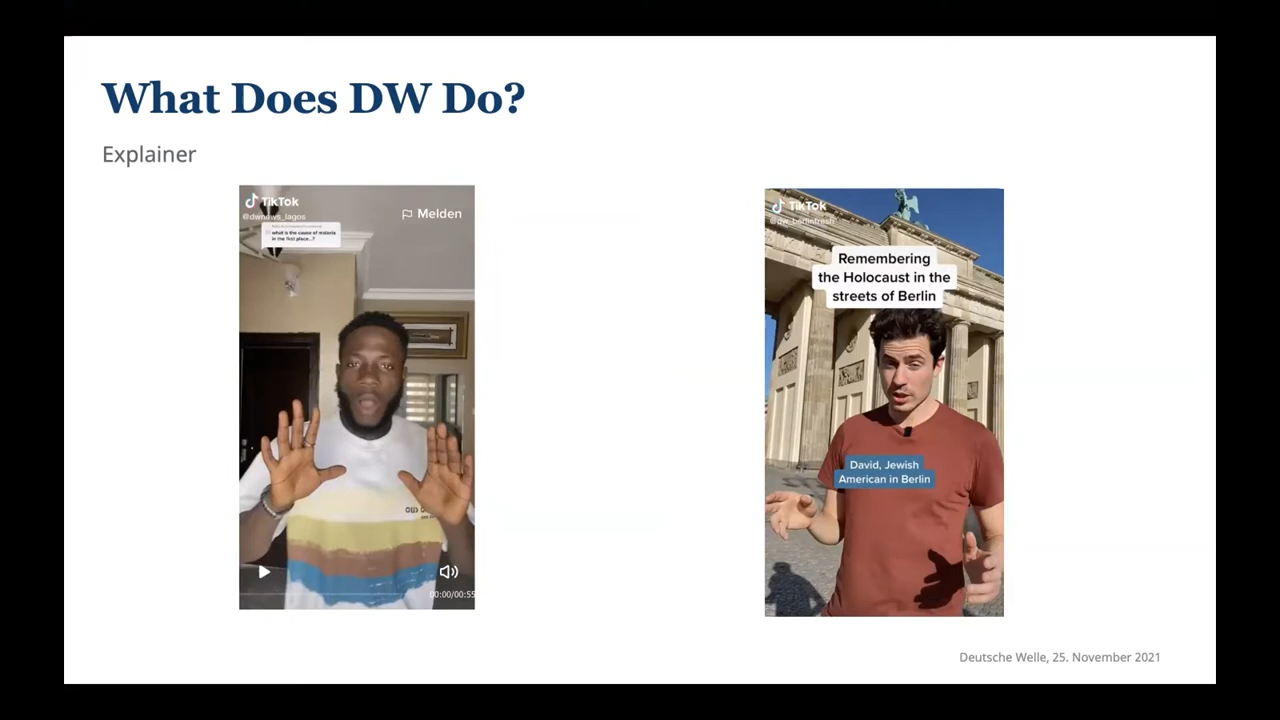 What Does DW Do?
Explainer
TikTok
@dwnews_lagos
Melden
what is the cause of malaria
in the first place...?
00:00/00:55
TikTok
@dw_berlinfresh
Remembering
the Holocaust in the
streets of Berlin
David, Jewish
American in Berlin
Deutsche Welle, 25. November 2021